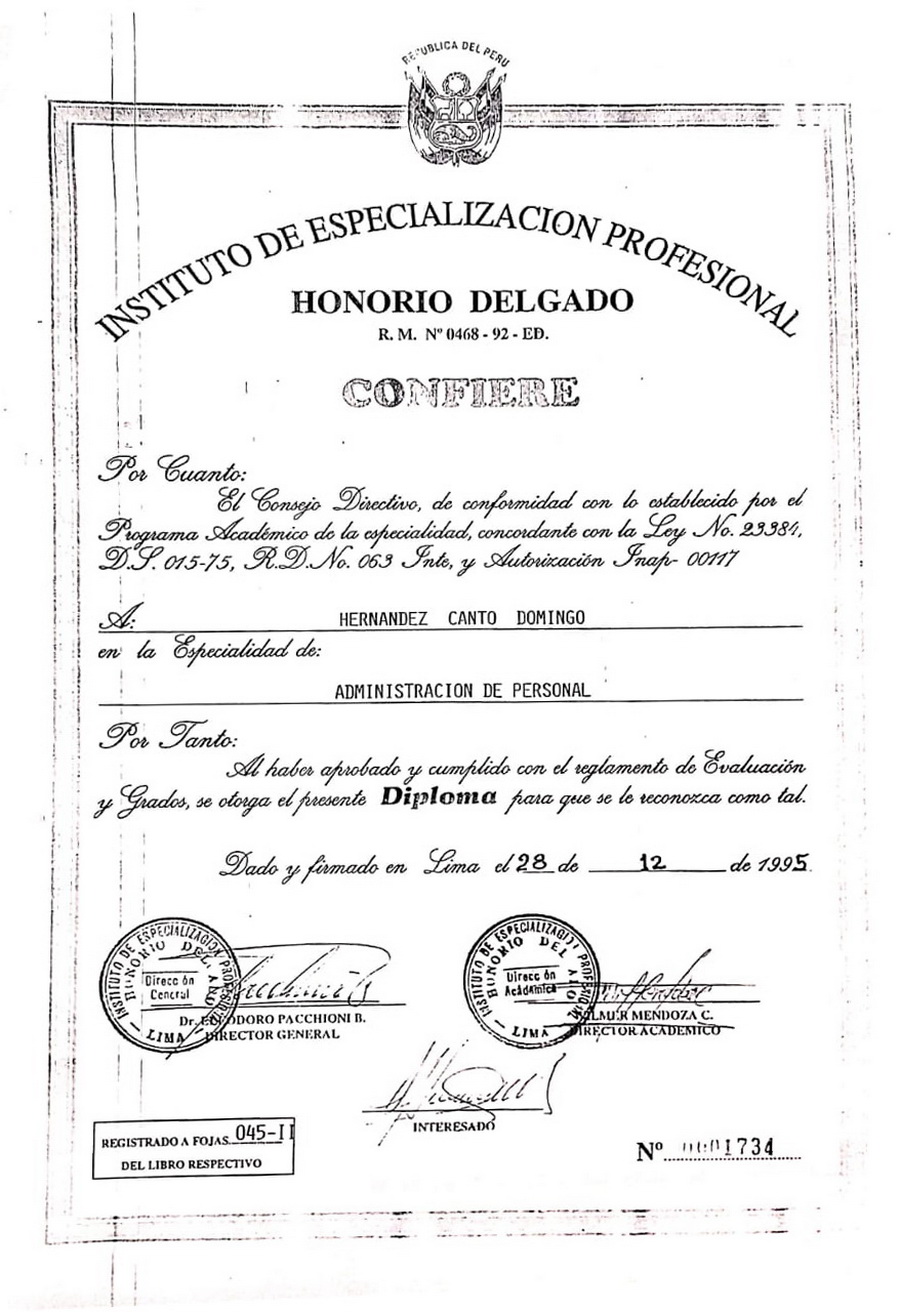 REPUBLICA DEL PERU
INSTITUTO DE ESPECIALIZACION PROFESIONAL
HONORIO DELGADO
R. M. Nº 0468 - 92 - ED.
CONFIERE
Por Cuanto:
El Consejo Directivo, de conformidad con lo establecido por el
Programa Académico de la especialidad, concordante con la Ley No. 23384,
D.S. 015-75, R.D. No. 063 Inte, y Autorización Inap- 00117
A: HERNANDEZ CANTO DOMINGO
en la Especialidad de:
ADMINISTRACION DE PERSONAL
Por Tanto:
Al haber aprobado y cumplido con el reglamento de Evaluación
y Grados, se otorga el presente Diploma para que se le reconozca como tal.
Dado y firmado en Lima el 28 de 12 de 1995
INSTITUTO DE ESPECIALIZACION PROFESIONAL
HONORIO DELGADO
Dirección
General
LIMA
Dr. PACCHIONI B.
DIRECTOR GENERAL
INSTITUTO DE ESPECIALIZACION PROFESIONAL
HONORIO DELGADO
Dirección
Académica
LIMA
MENDOZA C.
DIRECTOR ACADEMICO
INTERESADO
REGISTRADO A FOJAS 045-II
DEL LIBRO RESPECTIVO
Nº 0001734